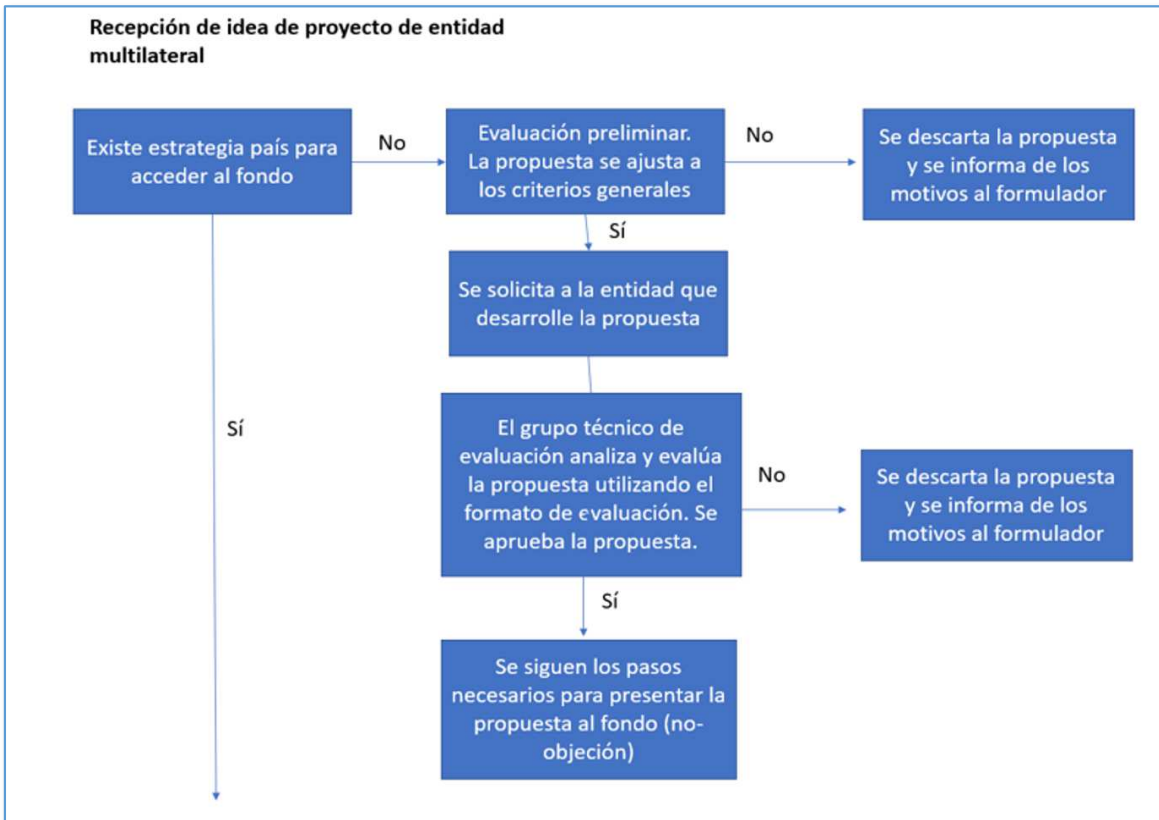 Recepción de idea de proyecto de entidad
multilateral
Existe estrategia país para
acceder al fondo
No
Evaluación preliminar.
La propuesta se ajusta a
los criterios generales
No
Se descarta la propuesta
y se informa de los
motivos al formulador
Sí
Se solicita a la entidad que
desarrolle la propuesta
Sí
El grupo técnico de
evaluación analiza y evalúa
la propuesta utilizando el
formato de evaluación. Se
aprueba la propuesta.
No
Se descarta la propuesta
y se informa de los
motivos al formulador
Sí
Se siguen los pasos
necesarios para presentar la
propuesta al fondo (no-
objeción)